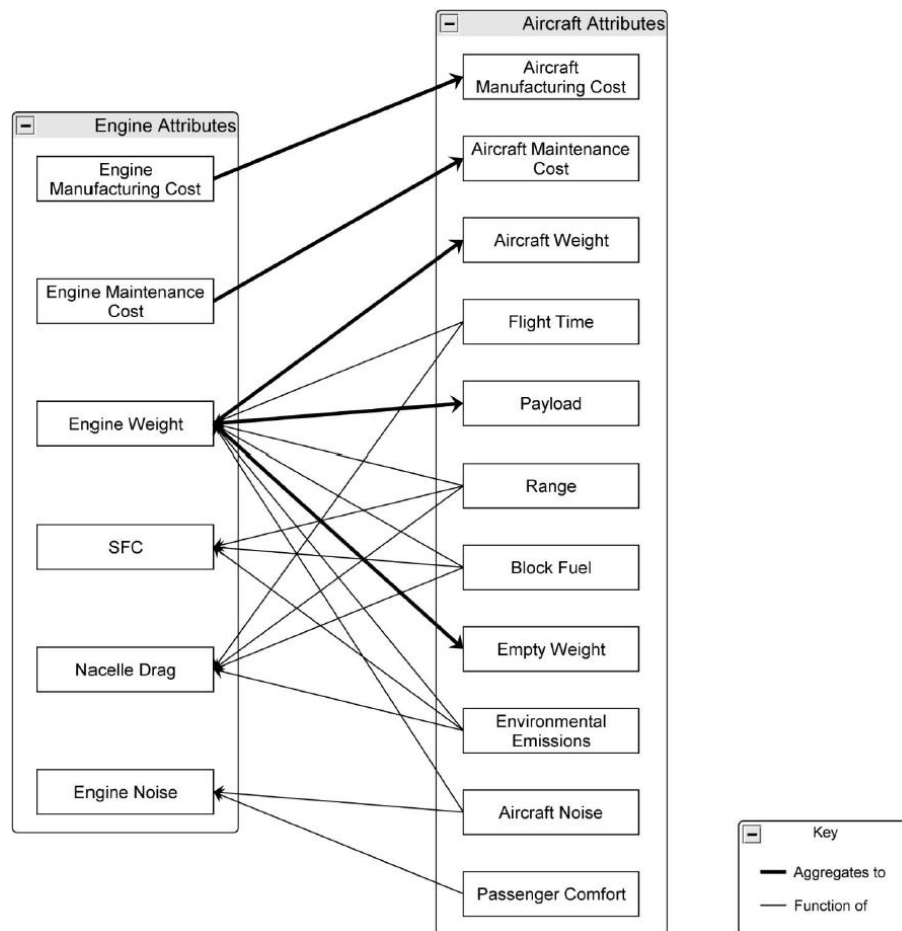 Engine Attributes
Engine
Manufacturing Cost
Engine Maintenance
Cost
Engine Weight
SFC
Nacelle Drag
Engine Noise
Aircraft Attributes
Aircraft
Manufacturing Cost
Aircraft Maintenance
Cost
Aircraft Weight
Flight Time
Payload
Range
Block Fuel
Empty Weight
Environmental
Emissions
Aircraft Noise
Passenger Comfort
Key
Aggregates to
Function of